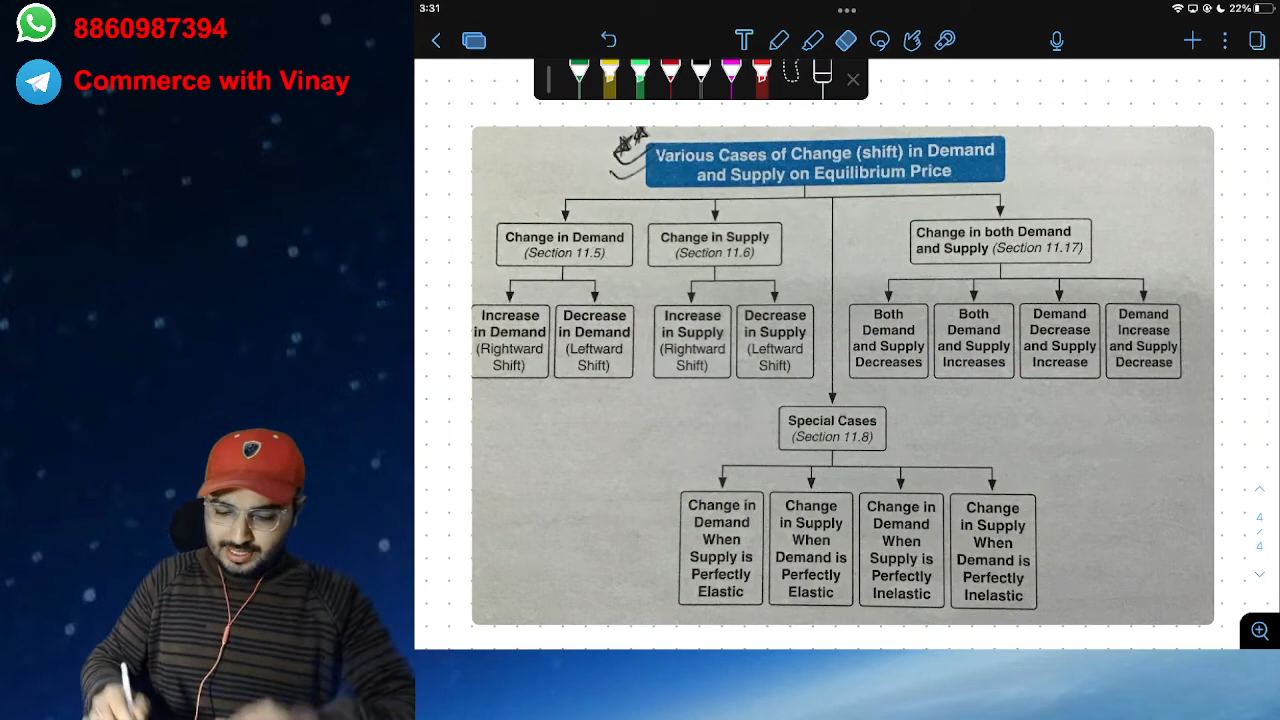 8860987394
Commerce with Vinay
3:31
22%
T
Various Cases of Change (shift) in Demand
and Supply on Equilibrium Price
Change in Demand
(Section 11.5)
Change in Supply
(Section 11.6)
Change in both Demand
and Supply (Section 11.17)
Increase
in Demand
(Rightward
Shift)
Decrease
in Demand
(Leftward
Shift)
Increase
in Supply
(Rightward
Shift)
Decrease
in Supply
(Leftward
Shift)
Both
Demand
and Supply
Decreases
Both
Demand
and Supply
Increases
Demand
Decrease
and Supply
Increase
Demand
Increase
and Supply
Decrease
Special Cases
(Section 11.8)
Change in
Demand
When
Supply is
Perfectly
Elastic
Change
in Supply
When
Demand is
Perfectly
Elastic
Change in
Demand
When
Supply is
Perfectly
Inelastic
Change
in Supply
When
Demand is
Perfectly
Inelastic
4
/
4